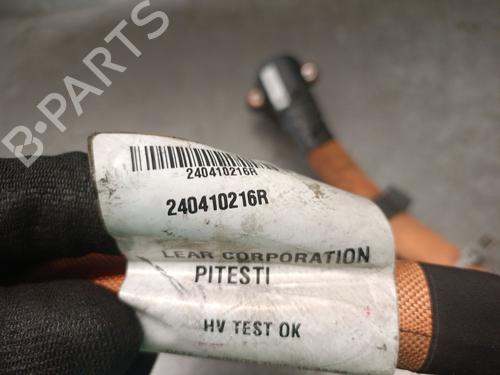 B-PARTS
240410216R
240410216R
LEAR CORPORATION
PITESTI
HV TEST OK